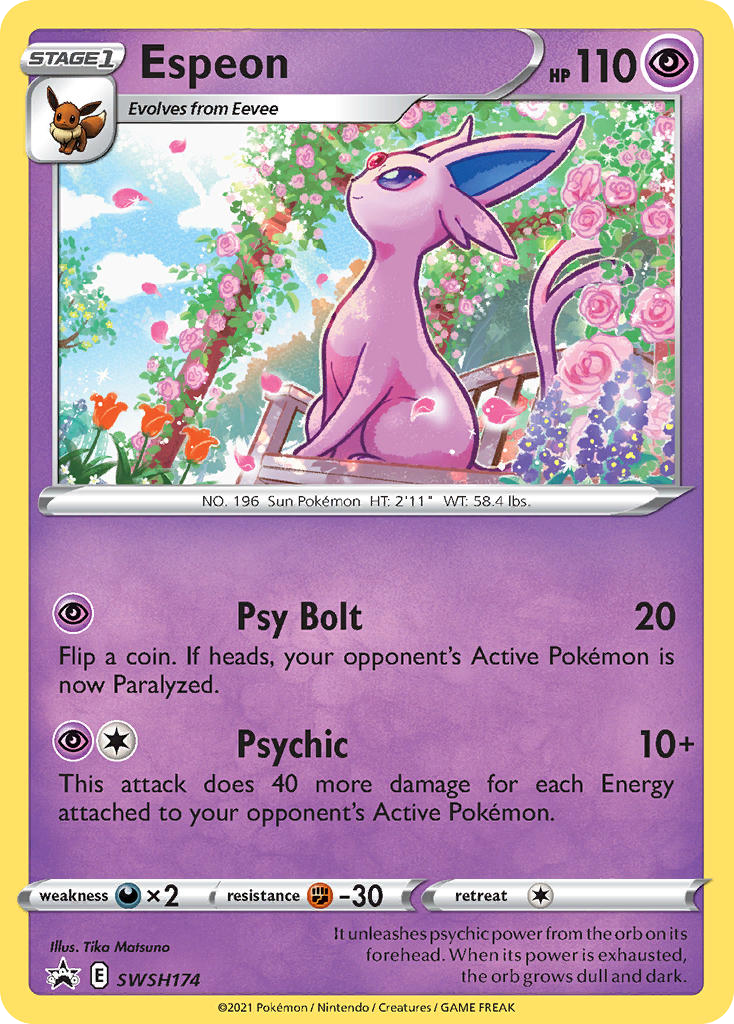 STAGE 1
Espeon
HP 110
Evolves from Eevee
NO. 196 Sun Pokémon HT: 2'11" WT: 58.4 lbs.
Psy Bolt 20
Flip a coin. If heads, your opponent's Active Pokémon is
now Paralyzed.
Psychic 10+
This attack does 40 more damage for each Energy
attached to your opponent's Active Pokémon.
weakness ×2 resistance -30 retreat
Illus. Tika Matsuno
It unleashes psychic power from the orb on its
forehead. When its power is exhausted,
the orb grows dull and dark.
E SWSH174
©2021 Pokémon / Nintendo / Creatures / GAME FREAK